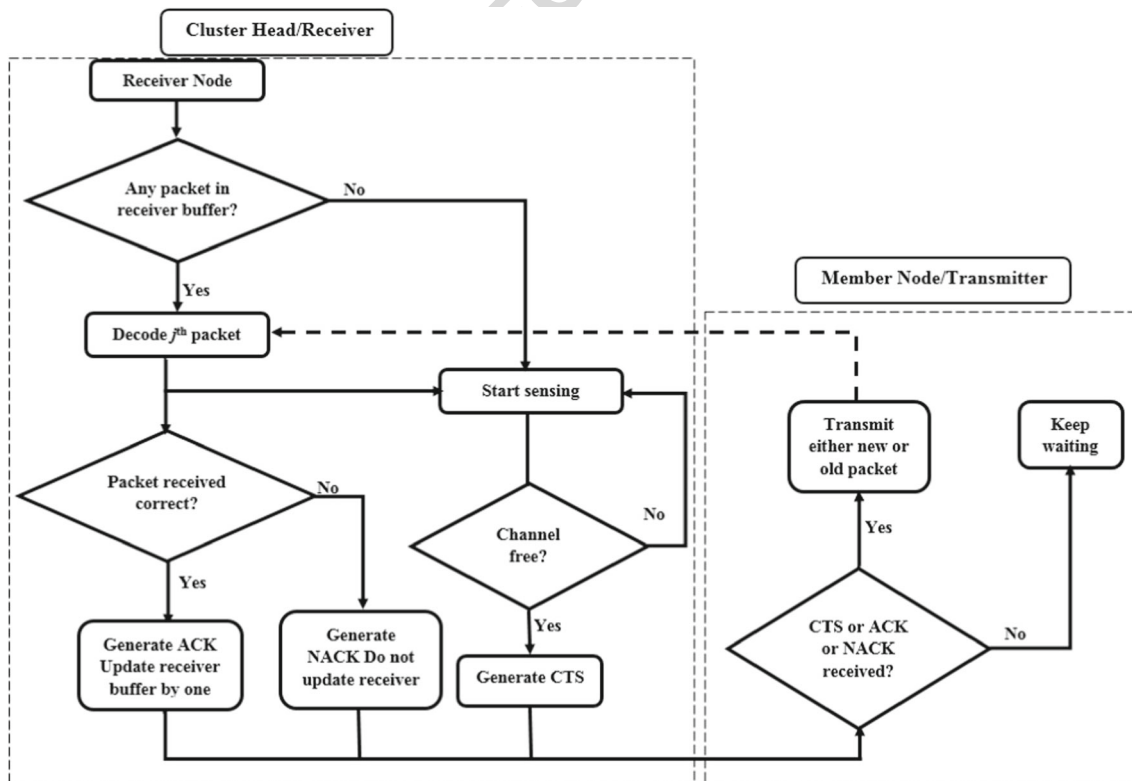 Cluster Head/Receiver
Receiver Node
Any packet in
receiver buffer?
No
Yes
Decode jth packet
Start sensing
Packet received
correct?
No
Yes
Channel
free?
No
Yes
Generate ACK
Update receiver
buffer by one
Generate
NACK Do not
update receiver
Generate CTS
Member Node/Transmitter
Transmit
either new or
old packet
Keep
waiting
Yes
CTS or ACK
or NACK
received?
No